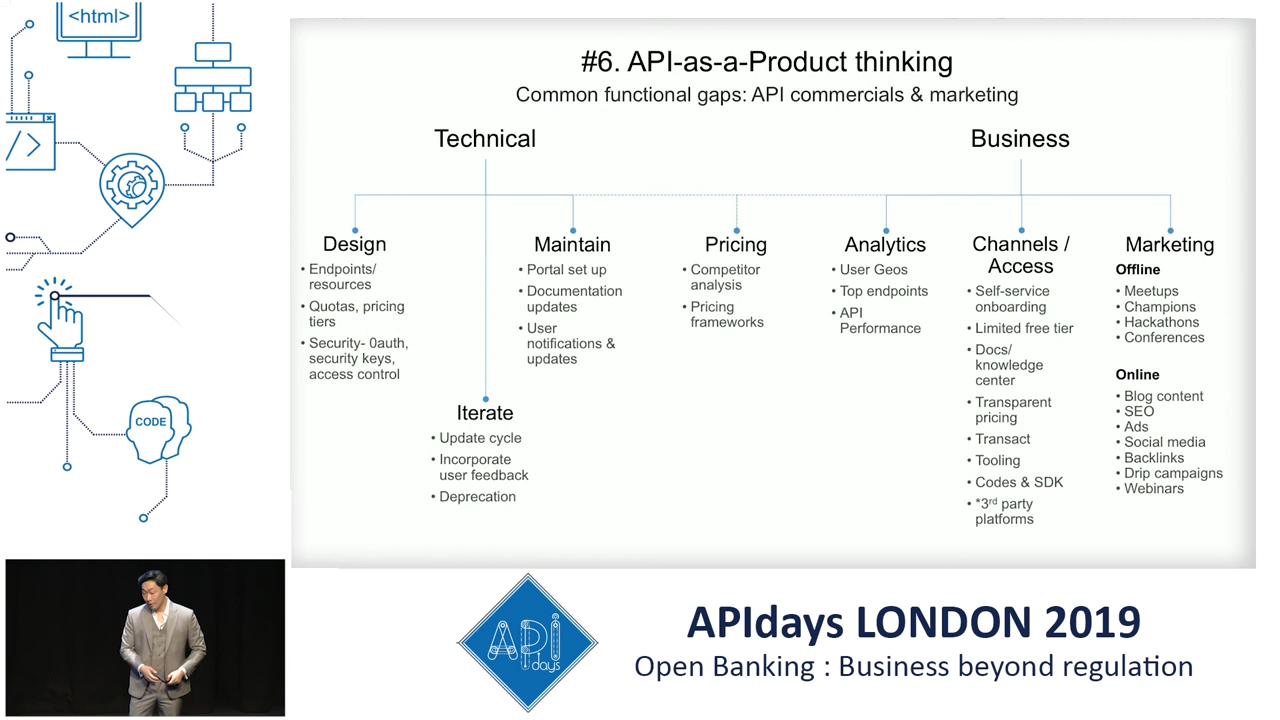 <html>
</>
CODE
#6. API-as-a-Product thinking
Common functional gaps: API commercials & marketing
Technical
Business
Design
• Endpoints/
resources
• Quotas, pricing
tiers
• Security- 0auth,
security keys,
access control
Iterate
• Update cycle
• Incorporate
user feedback
• Deprecation
Maintain
• Portal set up
• Documentation
updates
• User
notifications &
updates
Pricing
• Competitor
analysis
• Pricing
frameworks
Analytics
• User Geos
• Top endpoints
• API
Performance
Channels /
Access
• Self-service
onboarding
• Limited free tier
• Docs/
knowledge
center
• Transparent
pricing
• Transact
• Tooling
• Codes & SDK
• *3rd party
platforms
Marketing
Offline
• Meetups
• Champions
• Hackathons
• Conferences
Online
• Blog content
• SEO
• Ads
• Social media
• Backlinks
• Drip campaigns
• Webinars
API
days
APIdays LONDON 2019
Open Banking : Business beyond regulation